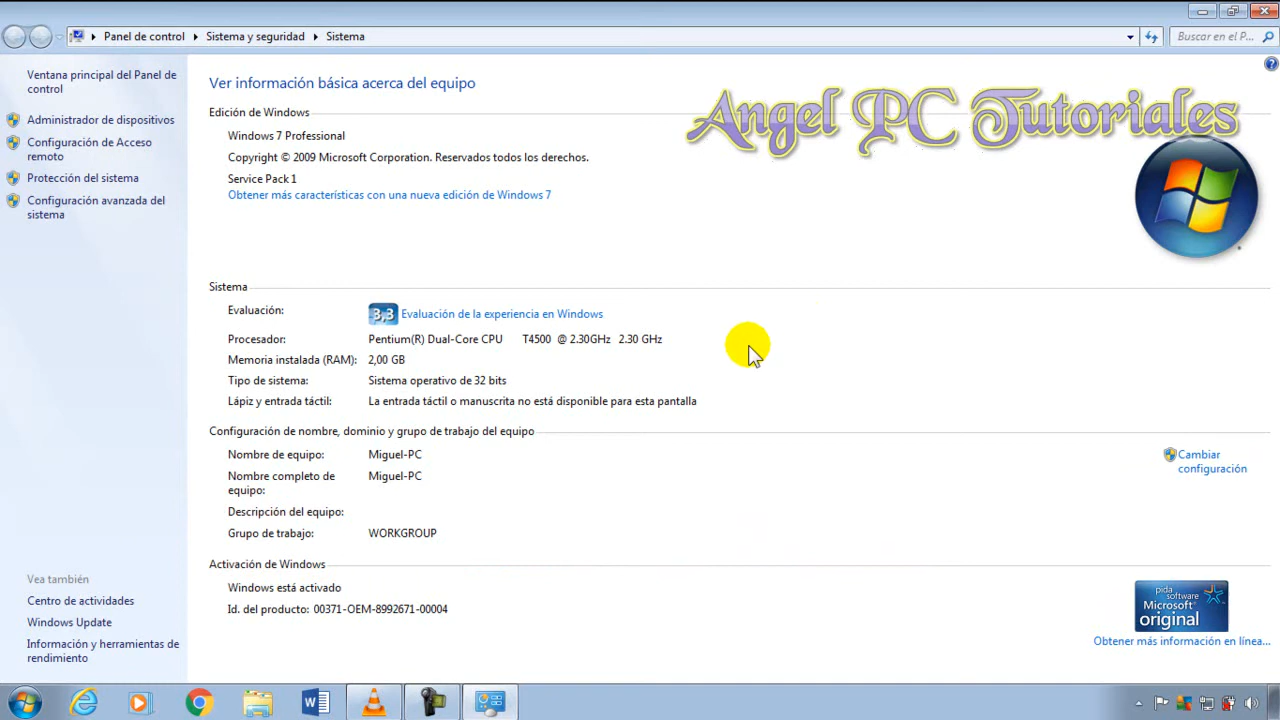 Panel de control
Sistema y seguridad
Sistema
Buscar en el P...
Ventana principal del Panel de
control
Administrador de dispositivos
Configuración de Acceso
remoto
Protección del sistema
Configuración avanzada del
sistema
Ver información básica acerca del equipo
Angel PC Tutoriales
Edición de Windows
Windows 7 Professional
Copyright © 2009 Microsoft Corporation. Reservados todos los derechos.
Service Pack 1
Obtener más características con una nueva edición de Windows 7
Sistema
Evaluación: 3,3 Evaluación de la experiencia en Windows
Procesador: Pentium(R) Dual-Core CPU T4500 @ 2.30GHz 2.30 GHz
Memoria instalada (RAM): 2,00 GB
Tipo de sistema: Sistema operativo de 32 bits
Lápiz y entrada táctil: La entrada táctil o manuscrita no está disponible para esta pantalla
Configuración de nombre, dominio y grupo de trabajo del equipo
Nombre de equipo: Miguel-PC
Cambiar
configuración
Nombre completo de Miguel-PC
equipo:
Descripción del equipo:
Grupo de trabajo: WORKGROUP
Activación de Windows
Windows está activado
Id. del producto: 00371-OEM-8992671-00004
pida
software
Microsoft
original
Obtener más información en línea...
Vea también
Centro de actividades
Windows Update
Información y herramientas de
rendimiento